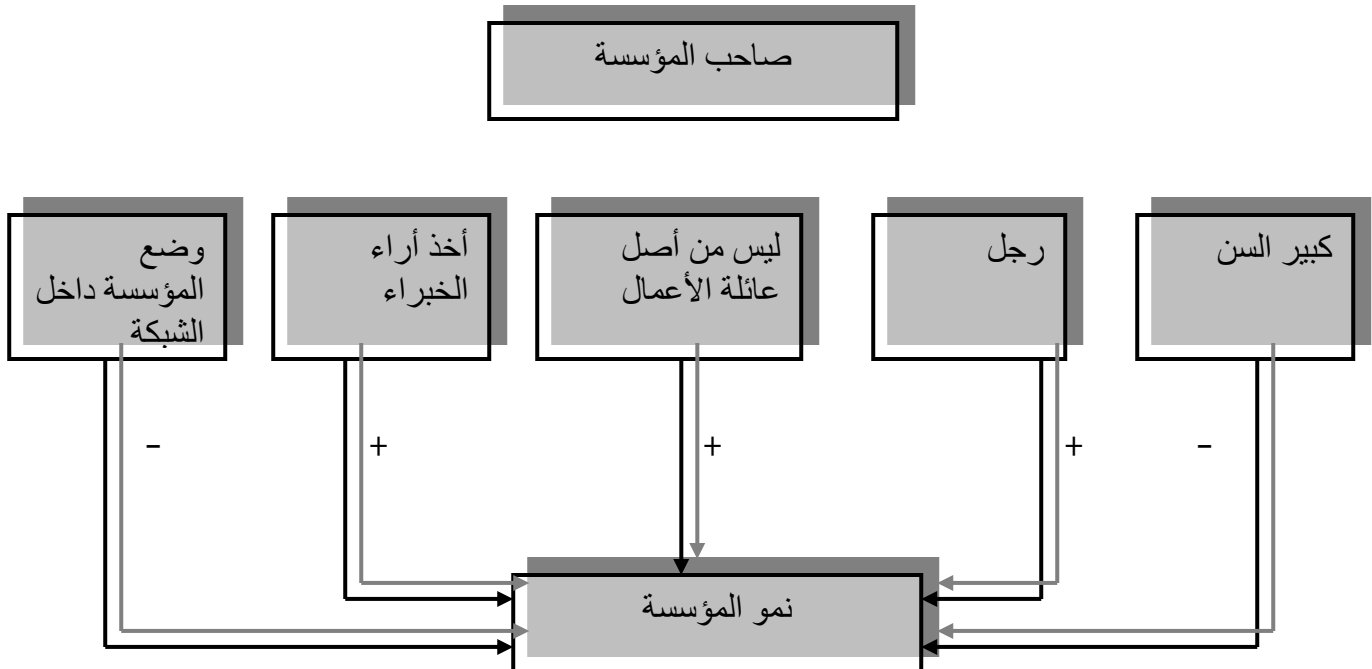 صاحب المؤسسة
كبير السن
رجل
ليس من أصل
عائلة الأعمال
أخذ أراء
الخبراء
وضع
المؤسسة داخل
الشبكة
-
+
+
+
-
نمو المؤسسة